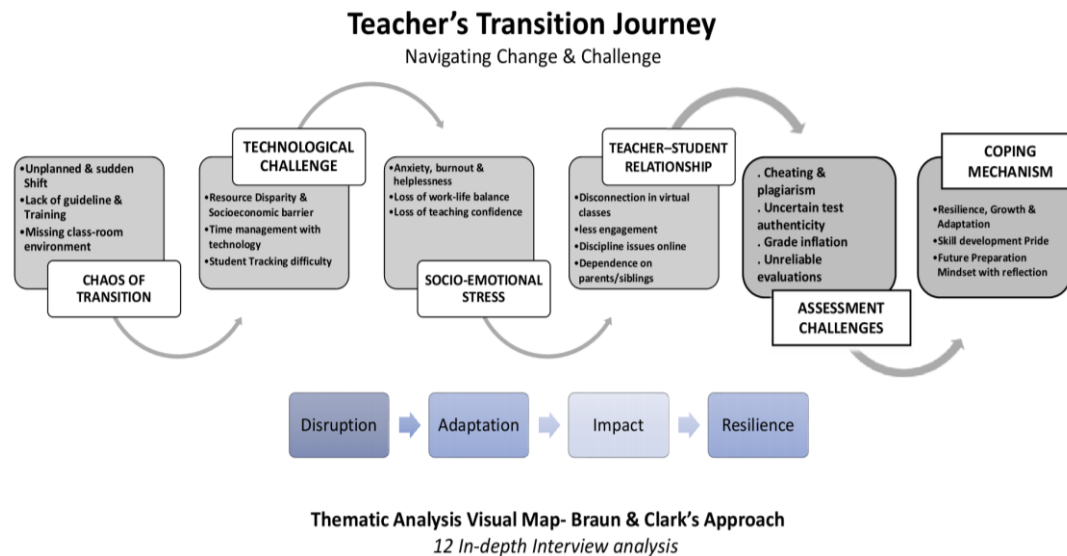 Teacher's Transition Journey
Navigating Change & Challenge
•Unplanned & sudden
Shift
•Lack of guideline &
Training
•Missing class-room
environment
CHAOS OF
TRANSITION
TECHNOLOGICAL
CHALLENGE
•Resource Disparity &
Socioeconomic barrier
•Time management with
technology
•Student Tracking difficulty
•Anxiety, burnout &
helplessness
•Loss of work-life balance
•Loss of teaching confidence
SOCIO-EMOTIONAL
STRESS
TEACHER–STUDENT
RELATIONSHIP
•Disconnection in virtual
classes
•less engagement
•Discipline issues online
•Dependence on
parents/siblings
. Cheating &
plagiarism
. Uncertain test
authenticity
. Grade inflation
. Unreliable
evaluations
ASSESSMENT
CHALLENGES
COPING
MECHANISM
•Resilience, Growth &
Adaptation
•Skill development Pride
•Future Preparation
Mindset with reflection
Disruption
Adaptation
Impact
Resilience
Thematic Analysis Visual Map- Braun & Clark's Approach
12 In-depth Interview analysis